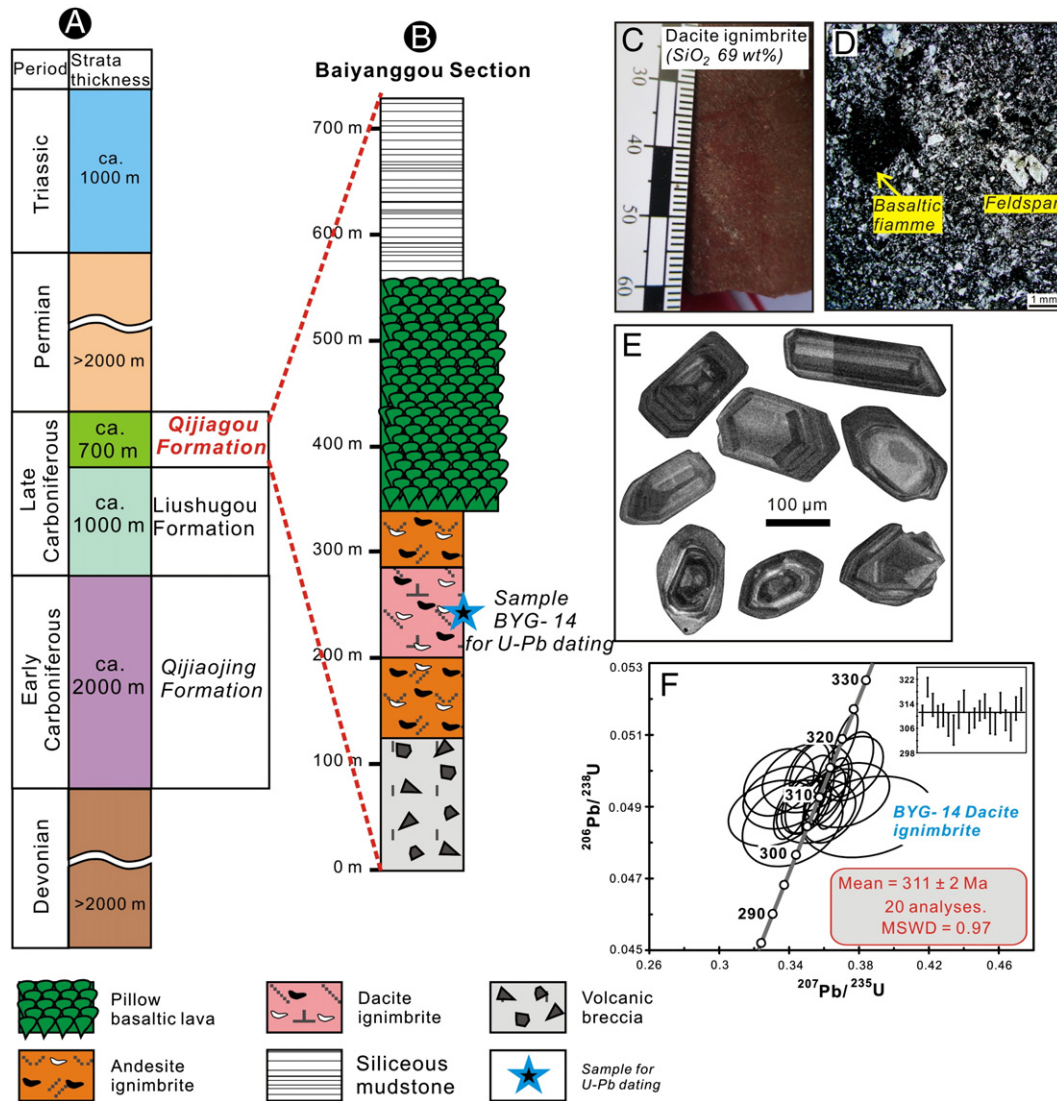 A
Period
Strata
thickness
Triassic
ca.
1000 m
Permian
>2000 m
Late
Carboniferous
ca.
700 m
Qijiagou
Formation
ca.
1000 m
Liushugou
Formation
Early
Carboniferous
ca.
2000 m
Qijiaojing
Formation
Devonian
>2000 m
B
Baiyanggou Section
700 m
600 m
500 m
400 m
300 m
200 m
100 m
0 m
Sample
BYG-14
for U-Pb dating
C
Dacite ignimbrite
(SiO₂ 69 wt%)
30
40
50
60
D
Basaltic
fiamme
Feldspar
1 mm
E
100 µm
F
0.053
0.051
0.049
0.047
0.045
²⁰⁶Pb/²³⁸U
330
320
310
300
290
322
314
306
298
BYG-14 Dacite
ignimbrite
Mean = 311 ± 2 Ma
20 analyses.
MSWD = 0.97
0.26
0.3
0.34
0.38
0.42
0.46
²⁰⁷Pb/²³⁵U
Pillow
basaltic lava
Dacite
ignimbrite
Volcanic
breccia
Andesite
ignimbrite
Siliceous
mudstone
Sample for
U-Pb dating